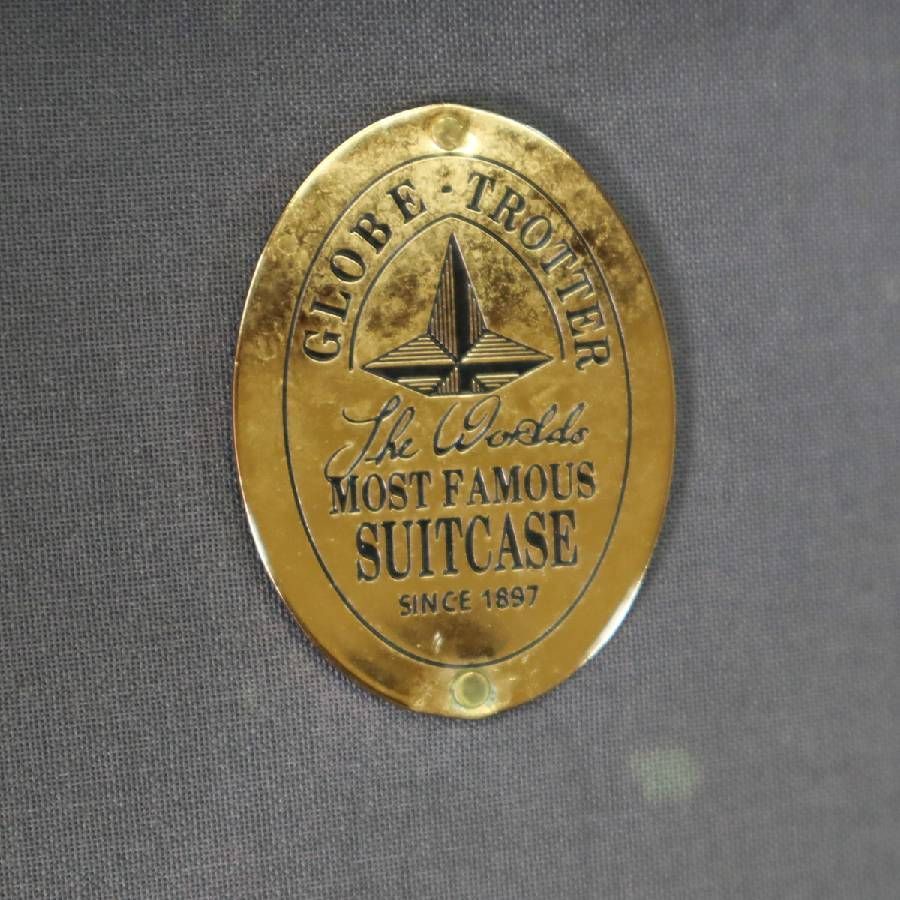 GLOBE · TROTTER
The Worlds
MOST FAMOUS
SUITCASE
SINCE 1897